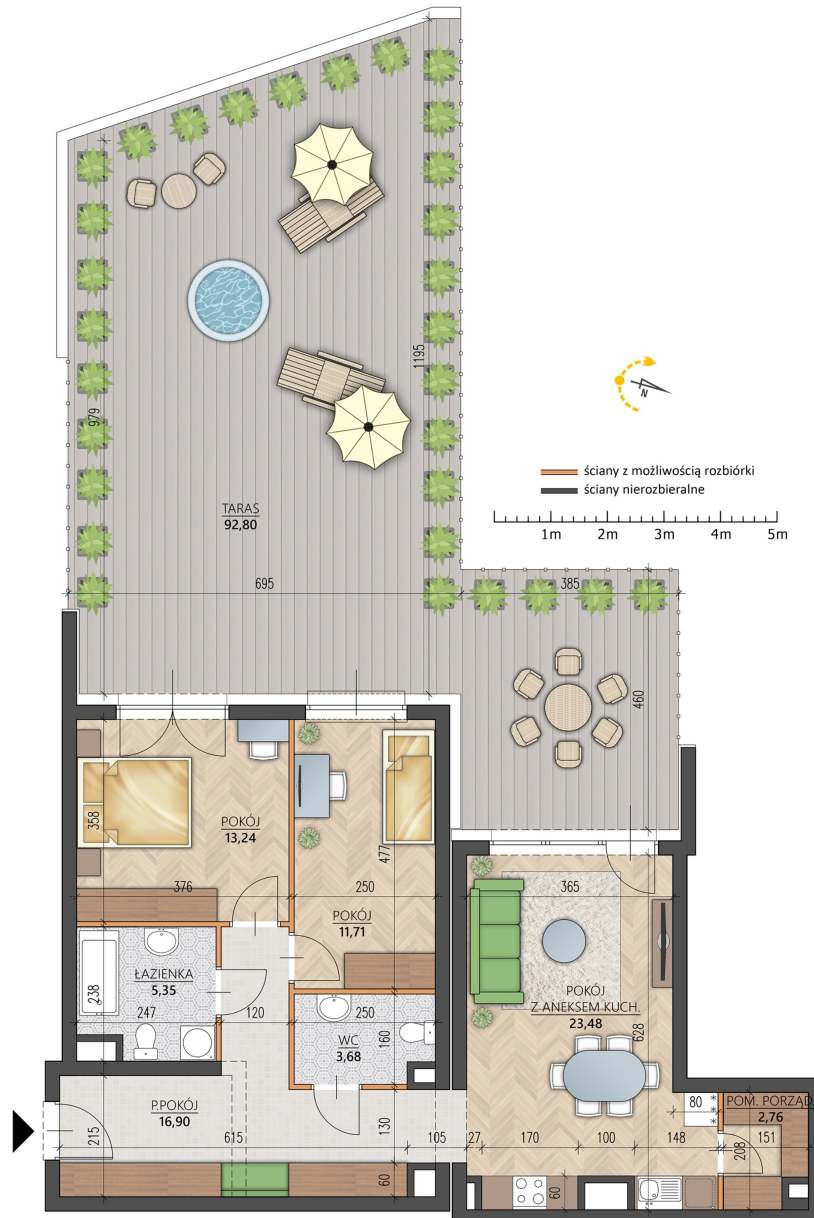 1195
979
N
ściany z możliwością rozbiórki
ściany nierozbieralne
1m 2m 3m 4m 5m
TARAS
92,80
695
385
460
POKÓJ
13,24
358
376
477
250
POKÓJ
11,71
365
POKÓJ
Z ANEKSEM KUCH.
23,48
628
ŁAZIENKA
5,35
238
247
120
250
WC
3,68
160
P.POKÓJ
16,90
215
615
130
105
60
27
170
100
148
60
80
POM. PORZĄD.
2,76
151
208